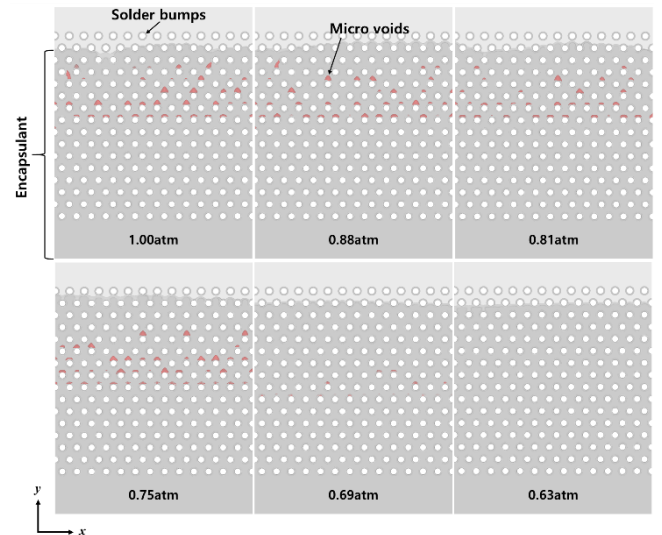 Solder bumps
Micro voids
Encapsulant
1.00atm
0.88atm
0.81atm
0.75atm
0.69atm
0.63atm
y
x